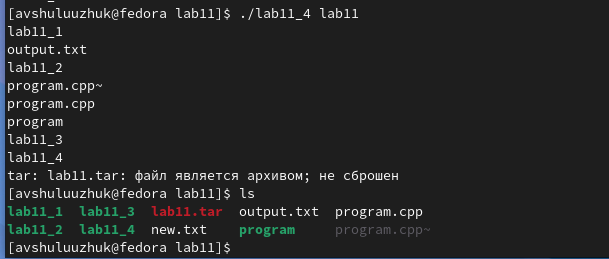 [avshuluuzhuk@fedora lab11]$ ./lab11_4 lab11
lab11_1
output.txt
lab11_2
program.cpp~
program.cpp
program
lab11_3
lab11_4
tar: lab11.tar: файл является архивом; не сброшен
[avshuluuzhuk@fedora lab11]$ ls
lab11_1 lab11_3 lab11.tar output.txt program.cpp
lab11_2 lab11_4 new.txt program program.cpp~
[avshuluuzhuk@fedora lab11]$